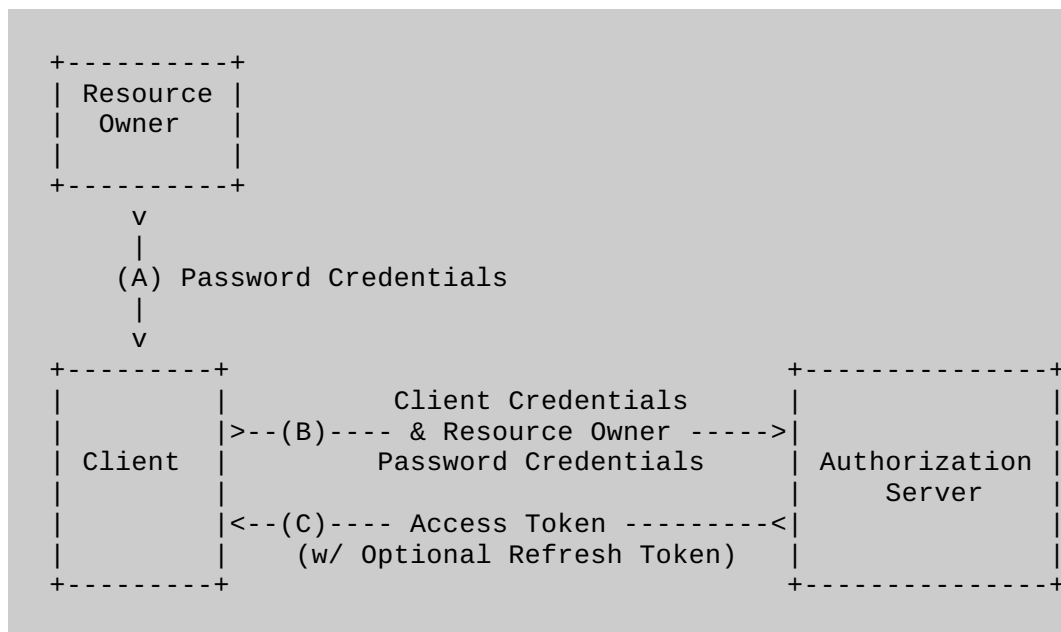 +----------+
| Resource |
|  Owner   |
|          |
+----------+
     v
     |
    (A) Password Credentials
     |
     v
+---------+                                  +---------------+
|         |          Client Credentials      |               |
|         |>--(B)---- & Resource Owner ----->|               |
| Client  |         Password Credentials     | Authorization |
|         |                                  |     Server    |
|         |<--(C)---- Access Token ---------<|               |
|         |    (w/ Optional Refresh Token)   |               |
+---------+                                  +---------------+